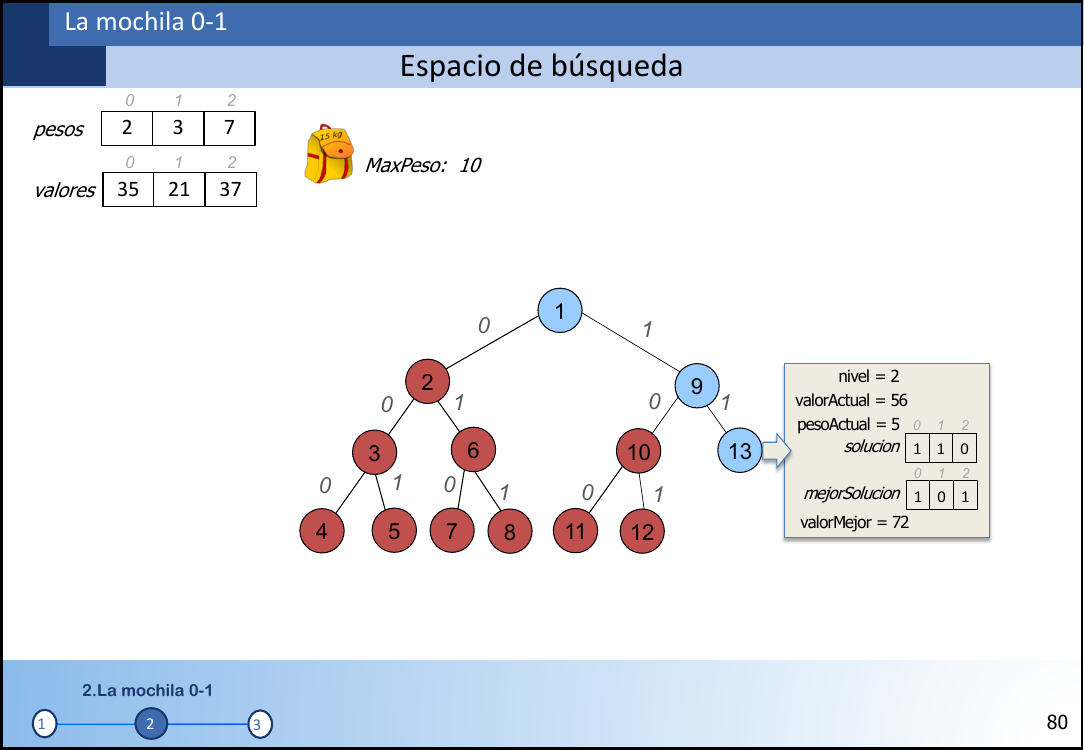 La mochila 0-1
Espacio de búsqueda
0 1 2
pesos 2 3 7
0 1 2
valores 35 21 37
15 kg
MaxPeso: 10
1
0 1
2 9
0 1 0 1
3 6 10 13
0 1 0 1 0 1
4 5 7 8 11 12
nivel = 2
valorActual = 56
pesoActual = 5
0 1 2
solucion 1 1 0
0 1 2
mejorSolucion 1 0 1
valorMejor = 72
2.La mochila 0-1
1 2 3
80